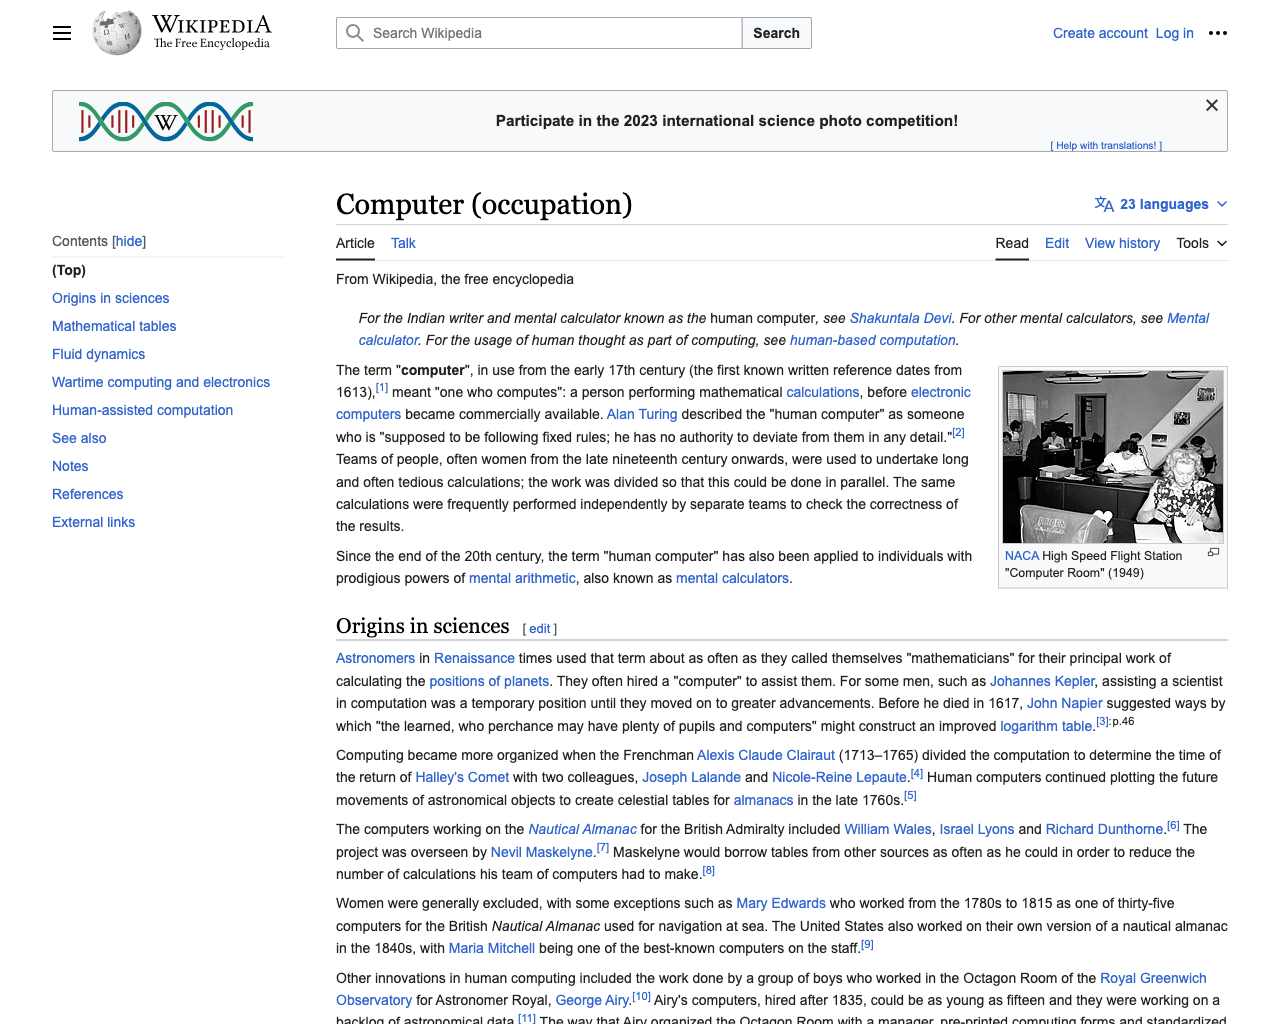 WIKIPEDIA
The Free Encyclopedia
Search Wikipedia
Search
Create account Log in
W
Participate in the 2023 international science photo competition!
[ Help with translations! ]
Computer (occupation)
23 languages
Contents [hide]
(Top)
Origins in sciences
Mathematical tables
Fluid dynamics
Wartime computing and electronics
Human-assisted computation
See also
Notes
References
External links
Article Talk
Read Edit View history Tools
From Wikipedia, the free encyclopedia
For the Indian writer and mental calculator known as the human computer, see Shakuntala Devi. For other mental calculators, see Mental
calculator. For the usage of human thought as part of computing, see human-based computation.
The term "computer", in use from the early 17th century (the first known written reference dates from
1613),[1] meant "one who computes": a person performing mathematical calculations, before electronic
computers became commercially available. Alan Turing described the "human computer" as someone
who is "supposed to be following fixed rules; he has no authority to deviate from them in any detail."[2]
Teams of people, often women from the late nineteenth century onwards, were used to undertake long
and often tedious calculations; the work was divided so that this could be done in parallel. The same
calculations were frequently performed independently by separate teams to check the correctness of
the results.
NACA High Speed Flight Station
"Computer Room" (1949)
Since the end of the 20th century, the term "human computer" has also been applied to individuals with
prodigious powers of mental arithmetic, also known as mental calculators.
Origins in sciences [ edit ]
Astronomers in Renaissance times used that term about as often as they called themselves "mathematicians" for their principal work of
calculating the positions of planets. They often hired a "computer" to assist them. For some men, such as Johannes Kepler, assisting a scientist
in computation was a temporary position until they moved on to greater advancements. Before he died in 1617, John Napier suggested ways by
which "the learned, who perchance may have plenty of pupils and computers" might construct an improved logarithm table.[3]:p.46
Computing became more organized when the Frenchman Alexis Claude Clairaut (1713–1765) divided the computation to determine the time of
the return of Halley's Comet with two colleagues, Joseph Lalande and Nicole-Reine Lepaute.[4] Human computers continued plotting the future
movements of astronomical objects to create celestial tables for almanacs in the late 1760s.[5]
The computers working on the Nautical Almanac for the British Admiralty included William Wales, Israel Lyons and Richard Dunthorne.[6] The
project was overseen by Nevil Maskelyne.[7] Maskelyne would borrow tables from other sources as often as he could in order to reduce the
number of calculations his team of computers had to make.[8]
Women were generally excluded, with some exceptions such as Mary Edwards who worked from the 1780s to 1815 as one of thirty-five
computers for the British Nautical Almanac used for navigation at sea. The United States also worked on their own version of a nautical almanac
in the 1840s, with Maria Mitchell being one of the best-known computers on the staff.[9]
Other innovations in human computing included the work done by a group of boys who worked in the Octagon Room of the Royal Greenwich
Observatory for Astronomer Royal, George Airy.[10] Airy's computers, hired after 1835, could be as young as fifteen and they were working on a
backlog of astronomical data.[11] The way that Airy organized the Octagon Room with a manager, pre-printed computing forms and standardized